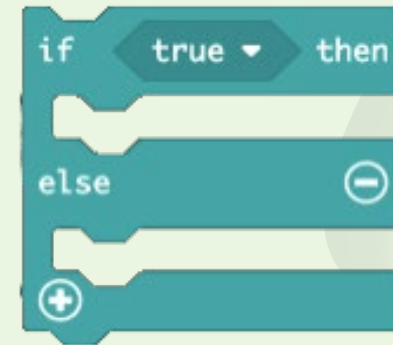 if true then
else